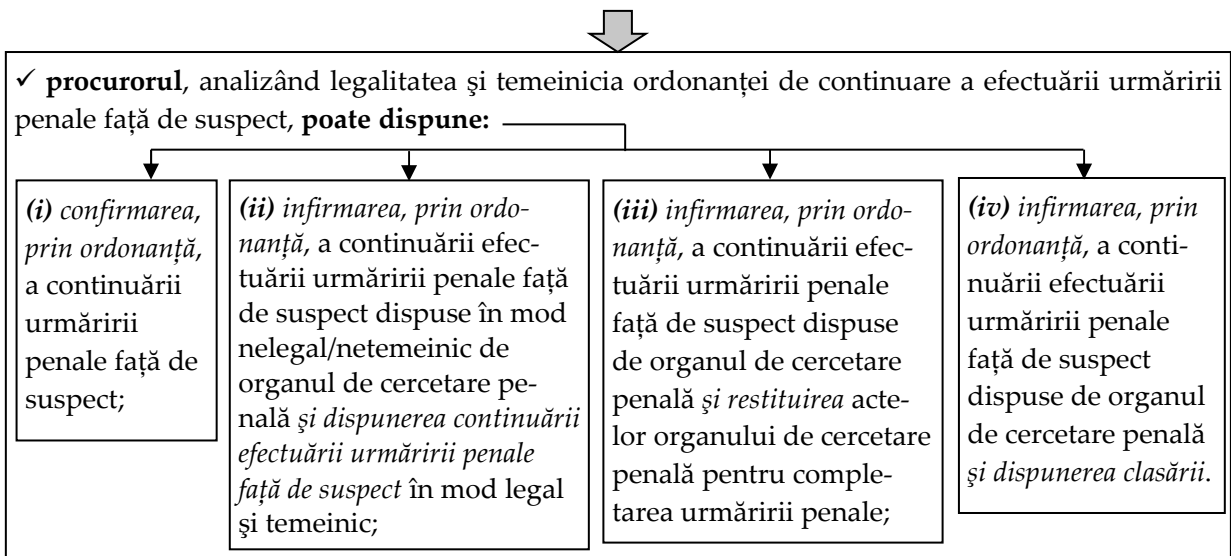 ✓ procurorul, analizând legalitatea şi temeinicia ordonanţei de continuare a efectuării urmăririi
penale faţă de suspect, poate dispune:
(i) confirmarea,
prin ordonanţă,
a continuării
urmăririi
penale faţă de
suspect;
(ii) infirmarea, prin ordo-
nanţă, a continuării efec-
tuării urmăririi penale faţă
de suspect dispuse în mod
nelegal/netemeinic de
organul de cercetare pe-
nală şi dispunerea continuării
efectuării urmăririi penale
faţă de suspect în mod legal
şi temeinic;
(iii) infirmarea, prin ordo-
nanţă, a continuării efec-
tuării urmăririi penale
faţă de suspect dispuse
de organul de cercetare
penală şi restituirea acte-
lor organului de cercetare
penală pentru comple-
tarea urmăririi penale;
(iv) infirmarea, prin
ordonanţă, a conti-
nuării efectuării
urmăririi penale
faţă de suspect
dispuse de organul
de cercetare penală
şi dispunerea clasării.